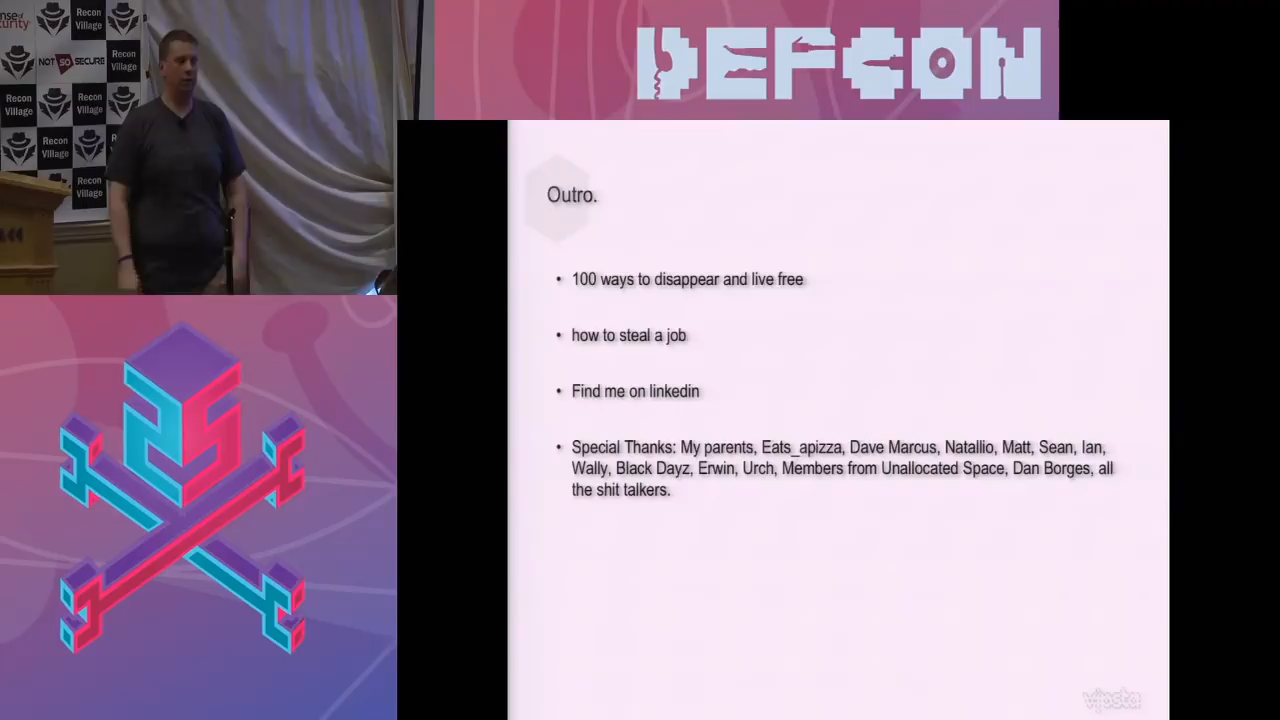 nse of
curity
Recon
Village
NOT SO SECURE
Recon
Village
Recon
Village
Recon
Village
Recon
Village
Recon
Village
DEFCON
Outro.
• 100 ways to disappear and live free
• how to steal a job
• Find me on linkedin
• Special Thanks: My parents, Eats_apizza, Dave Marcus, Natallio, Matt, Sean, Ian,
Wally, Black Dayz, Erwin, Urch, Members from Unallocated Space, Dan Borges, all
the shit talkers.